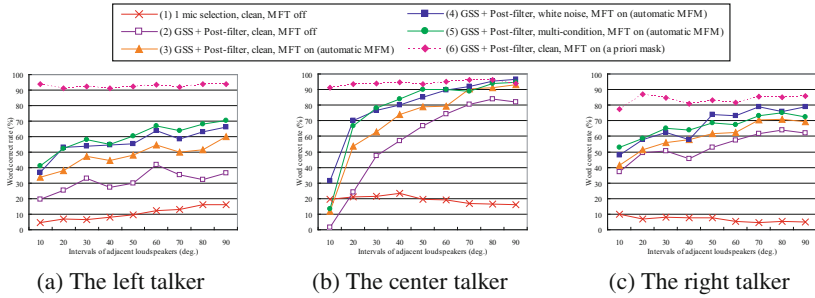 (1) 1 mic selection, clean, MFT off
(2) GSS + Post-filter, clean, MFT off
(3) GSS + Post-filter, clean, MFT on (automatic MFM)
(4) GSS + Post-filter, white noise, MFT on (automatic MFM)
(5) GSS + Post-filter, multi-condition, MFT on (automatic MFM)
(6) GSS + Post-filter, clean, MFT on (a priori mask)
Word correct rate (%)
100
90
80
70
60
50
40
30
20
10
0
10 20 30 40 50 60 70 80 90
Intervals of adjacent loudspeakers (deg.)
(a) The left talker
Word correct rate (%)
100
90
80
70
60
50
40
30
20
10
0
10 20 30 40 50 60 70 80 90
Intervals of adjacent loudspeakers (deg.)
(b) The center talker
Word correct rate (%)
100
90
80
70
60
50
40
30
20
10
0
10 20 30 40 50 60 70 80 90
Intervals of adjacent loudspeakers (deg.)
(c) The right talker